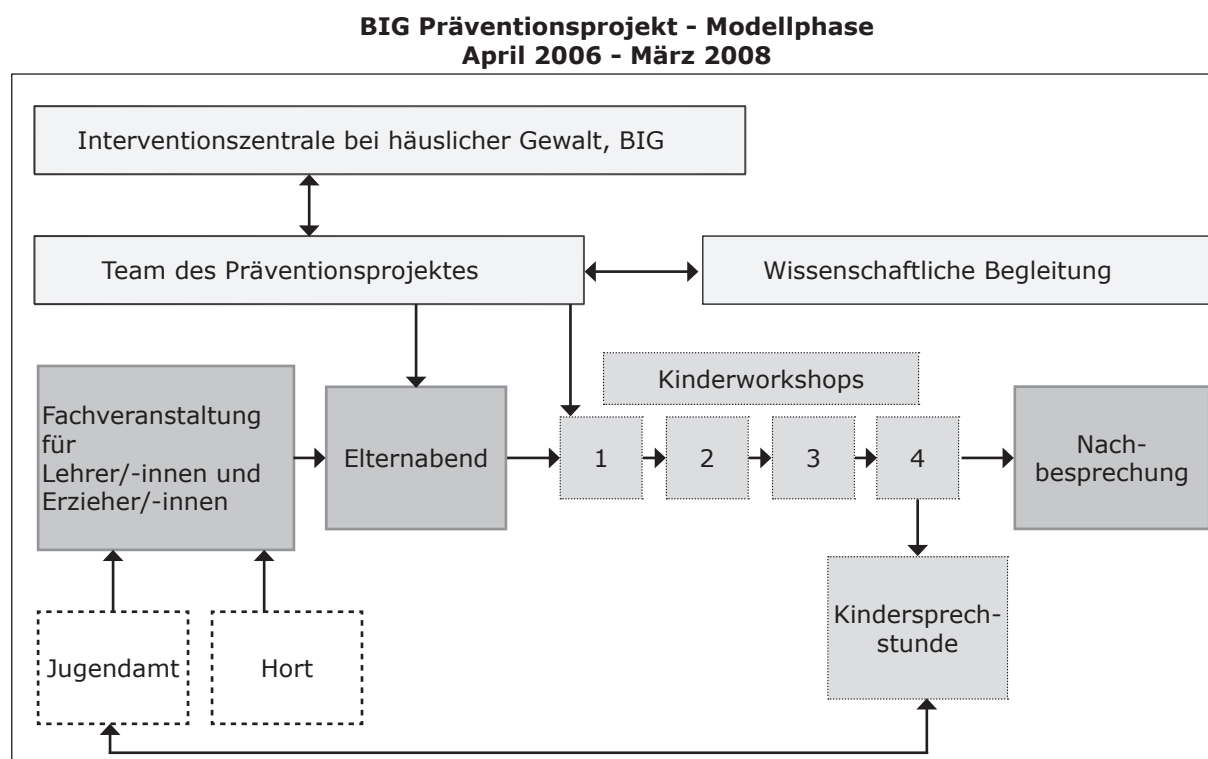 BIG Präventionsprojekt - Modellphase
April 2006 - März 2008
Interventionszentrale bei häuslicher Gewalt, BIG
Team des Präventionsprojektes
Wissenschaftliche Begleitung
Kinderworkshops
Fachveranstaltung
für
Lehrer/-innen und
Erzieher/-innen
Elternabend
1
2
3
4
Nach-
besprechung
Jugendamt
Hort
Kindersprech-
stunde